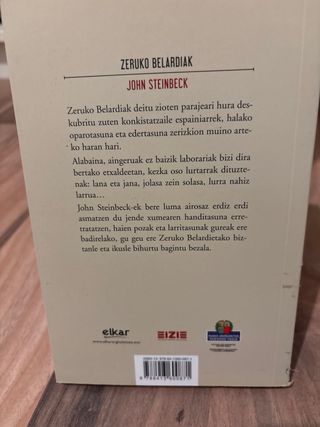 ZERUKO BELARDIAK
JOHN STEINBECK
Zeruko Belardiak deitu zioten parajeari hura des-
kubritu zuten konkistatzaile espainiarrek, halako
oparotasuna eta edertasuna zerizkion muino arte-
ko haran hari.
Alabaina, aingeruak ez baizik laborariak bizi dira
bertako etxaldeetan, kezka oso lurtarrak dituzte-
nak: lana eta jana, jolasa zein solasa, lurra nahiz
larrua...
John Steinbeck-ek bere luma airosaz erdiz erdi
asmatzen du jende xumearen handitasuna erre-
tratatzen, haien pozak eta larritasunak gureak ere
badirelako, gu geu ere Zeruko Belardietako biz-
tanle eta ikusle bihurtu bagintu bezala.
elkar
EIZIE